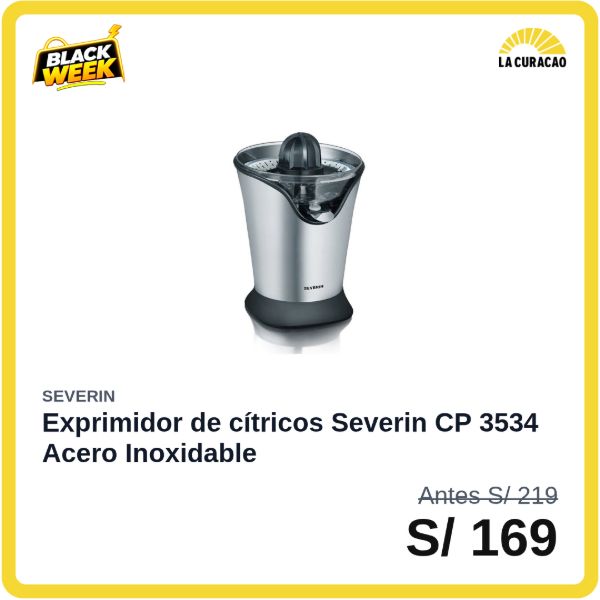 BLACK
WEEK
LA CURACAO
SEVERIN
SEVERIN
Exprimidor de cítricos Severin CP 3534
Acero Inoxidable
Antes S/ 219
S/ 169